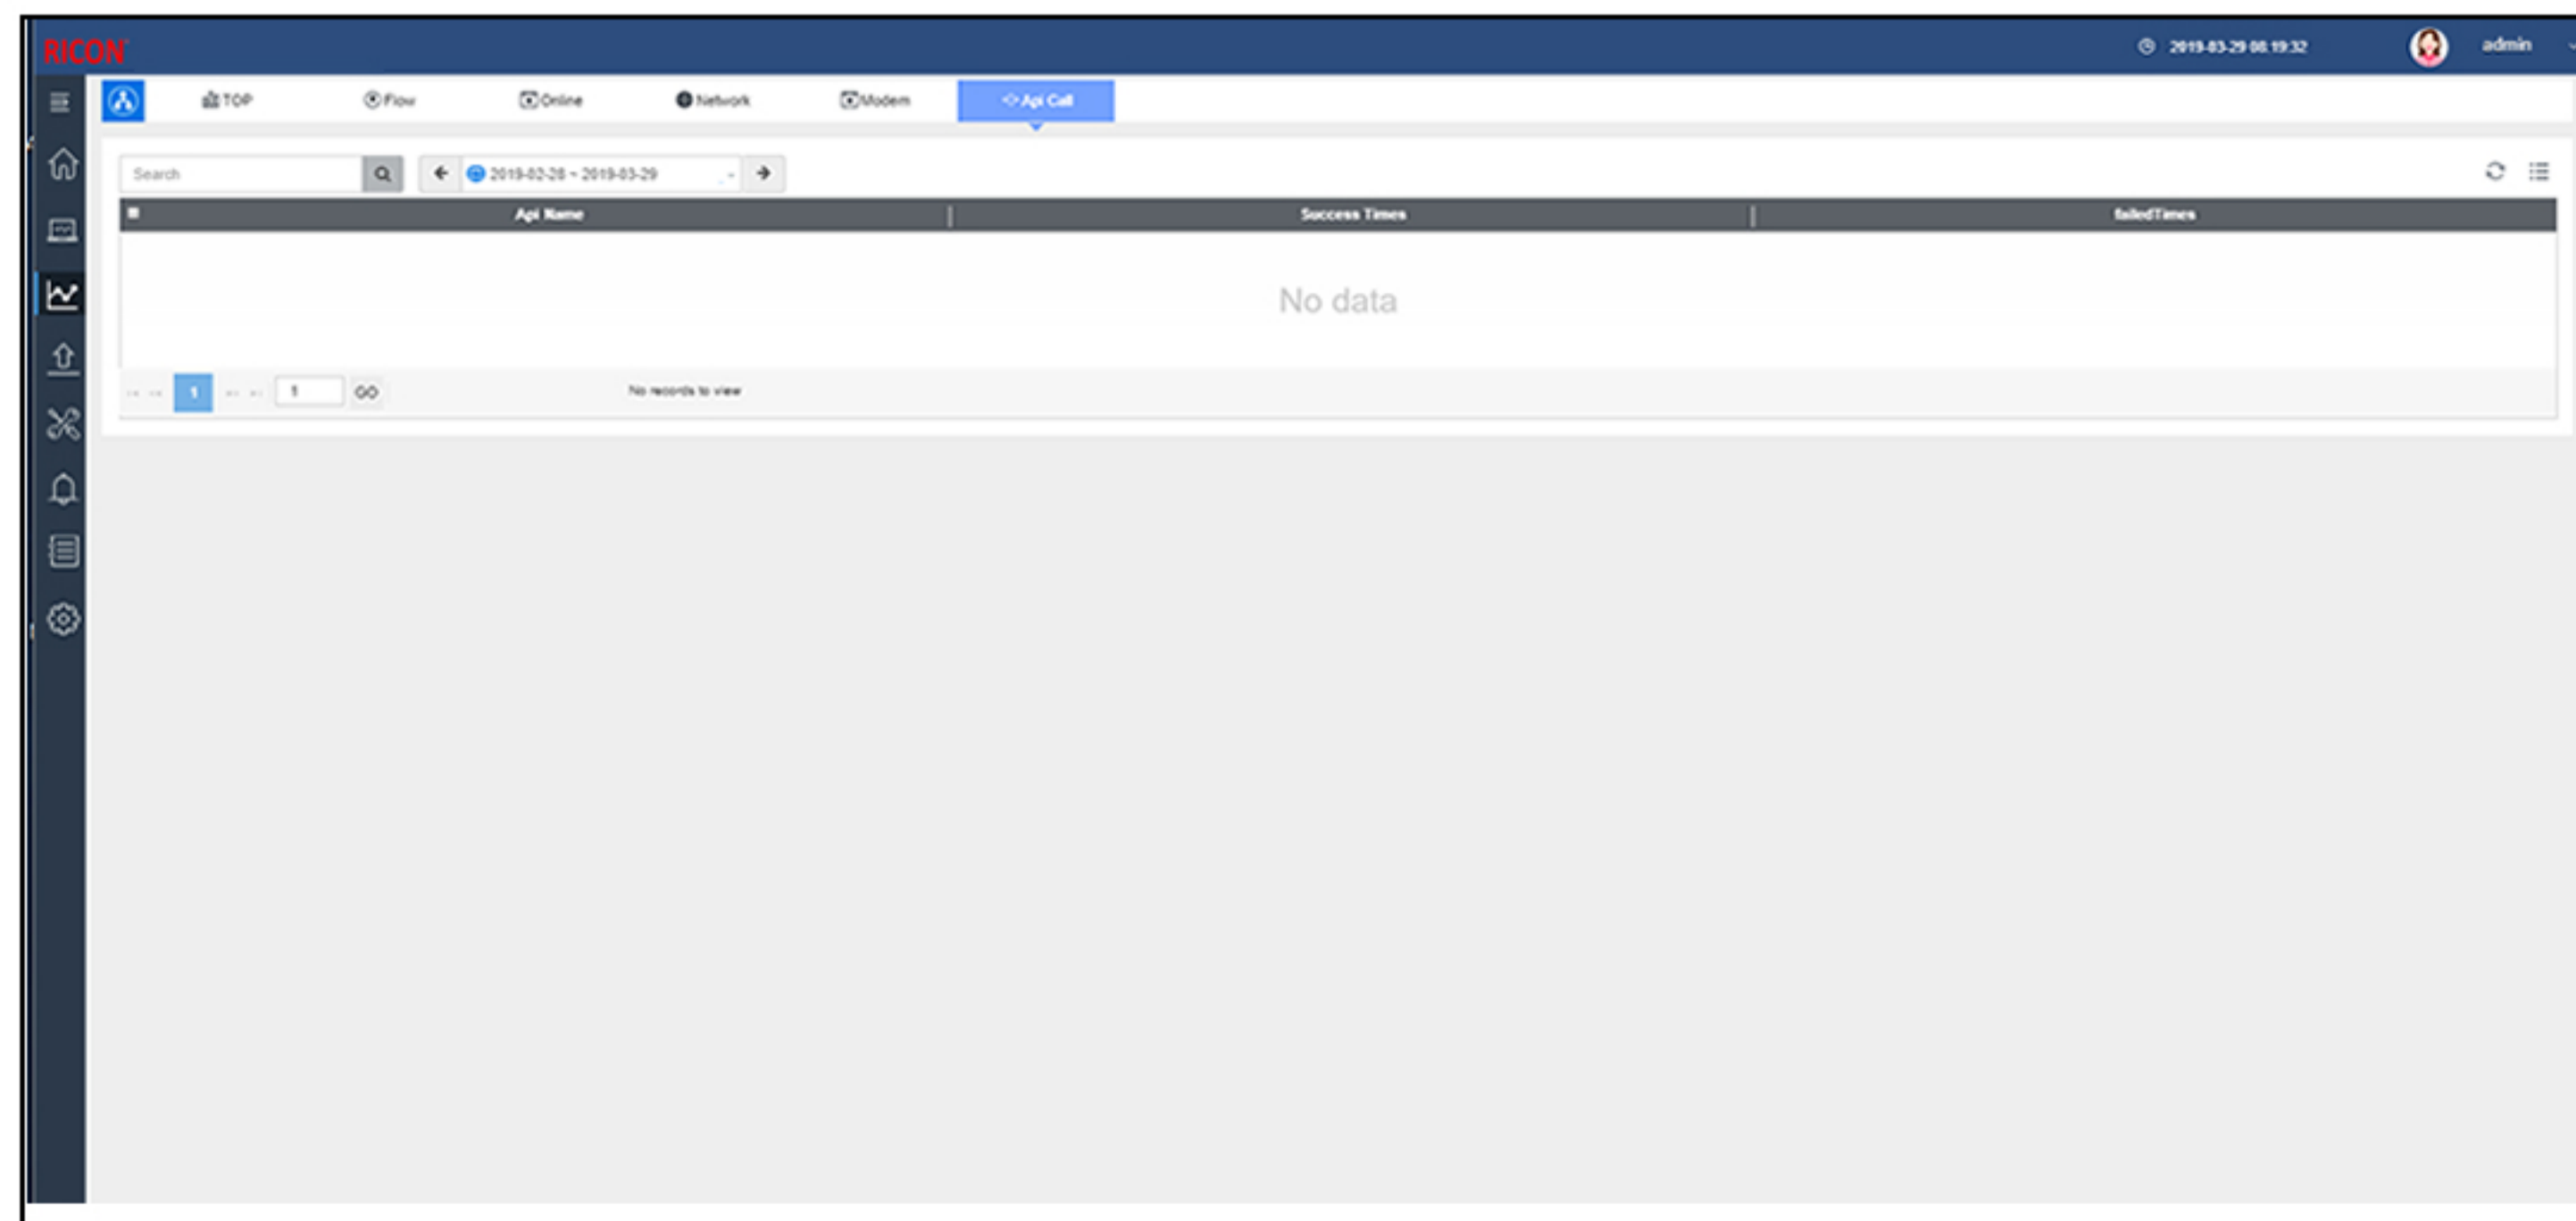 RICON
2019-03-29 08:19:32 admin
TOP Flow Online Network Modem Api Call
Search 2019-02-28 ~ 2019-03-29
Api Name Success Times failedTimes
No data
1 1 GO No records to view